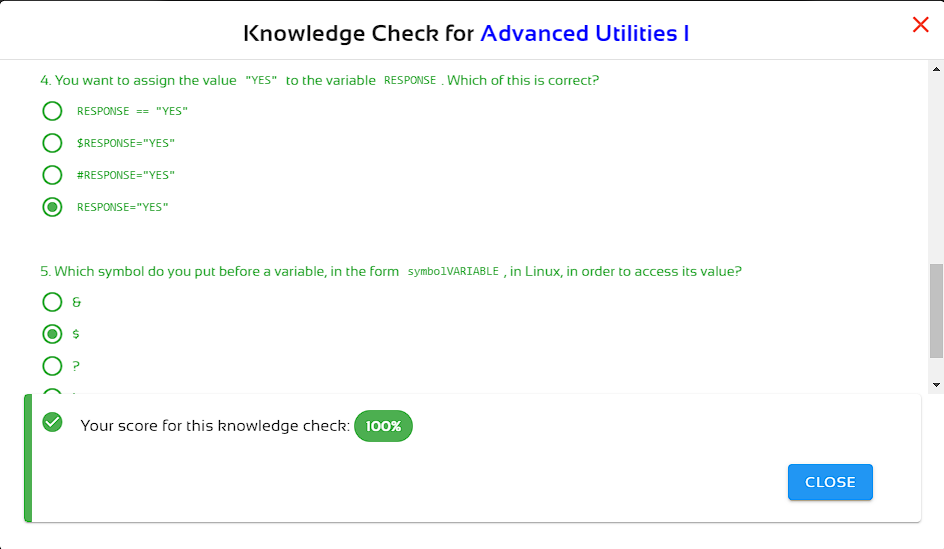 Knowledge Check for Advanced Utilities I
4. You want to assign the value "YES" to the variable RESPONSE . Which of this is correct?
RESPONSE == "YES"
$RESPONSE="YES"
#RESPONSE="YES"
RESPONSE="YES"
5. Which symbol do you put before a variable, in the form symbolVARIABLE , in Linux, in order to access its value?
&
$
?
Your score for this knowledge check: 100%
CLOSE